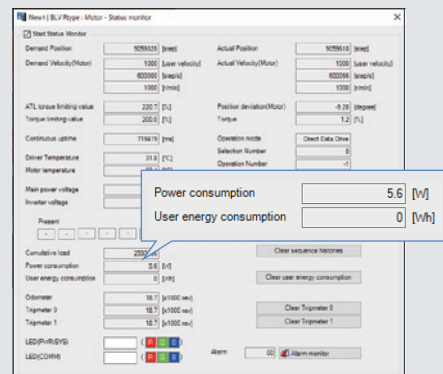 New1 | BLV Rtype : Motor - Status monitor
Start Status Monitor
Demand Position [step] Actual Position [step]
Demand Velocity(Motor) 1000 [user velocity] Actual Velocity(Motor) 1000 [user velocity]
600000 [step/s] 600066 [step/s]
1000 [r/min] 1000 [r/min]
ATL torque limiting value 220.7 [%] Position deviation(Motor) -5.28 [degree]
Torque limiting value 200.0 [%] Torque 1.2 [%]
Continuous uptime [ms] Operation mode Direct Data Drive
Selection Number 0
Driver Temperature 31.8 [℃] Operation Number -1
Motor temperature
Main power voltage
Inverter voltage
Power consumption 5.6 [W]
User energy consumption 0 [Wh]
Present
- - - -
Cumulative load Clear sequence histories
Power consumption 5.6 [W]
User energy consumption 0 [Wh] Clear user energy consumption
Odometer 18.7 [x1000 rev]
Tripmeter 0 18.7 [x1000 rev] Clear Tripmeter 0
Tripmeter 1 18.7 [x1000 rev] Clear Tripmeter 1
LED(PWR/SYS) ( R G B )
LED(COMM) ( R G B ) Alarm 00 Alarm monitor